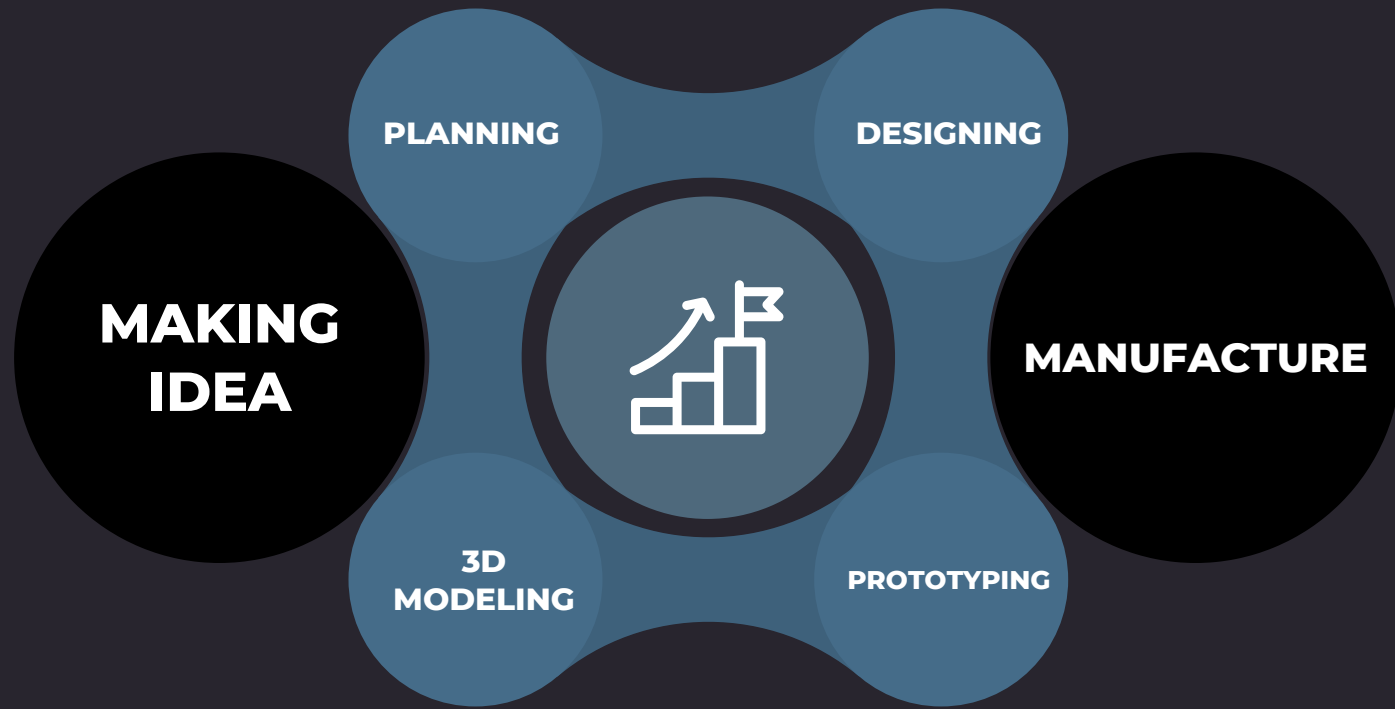 PLANNING
DESIGNING
MAKING
IDEA
MANUFACTURE
3D
MODELING
PROTOTYPING